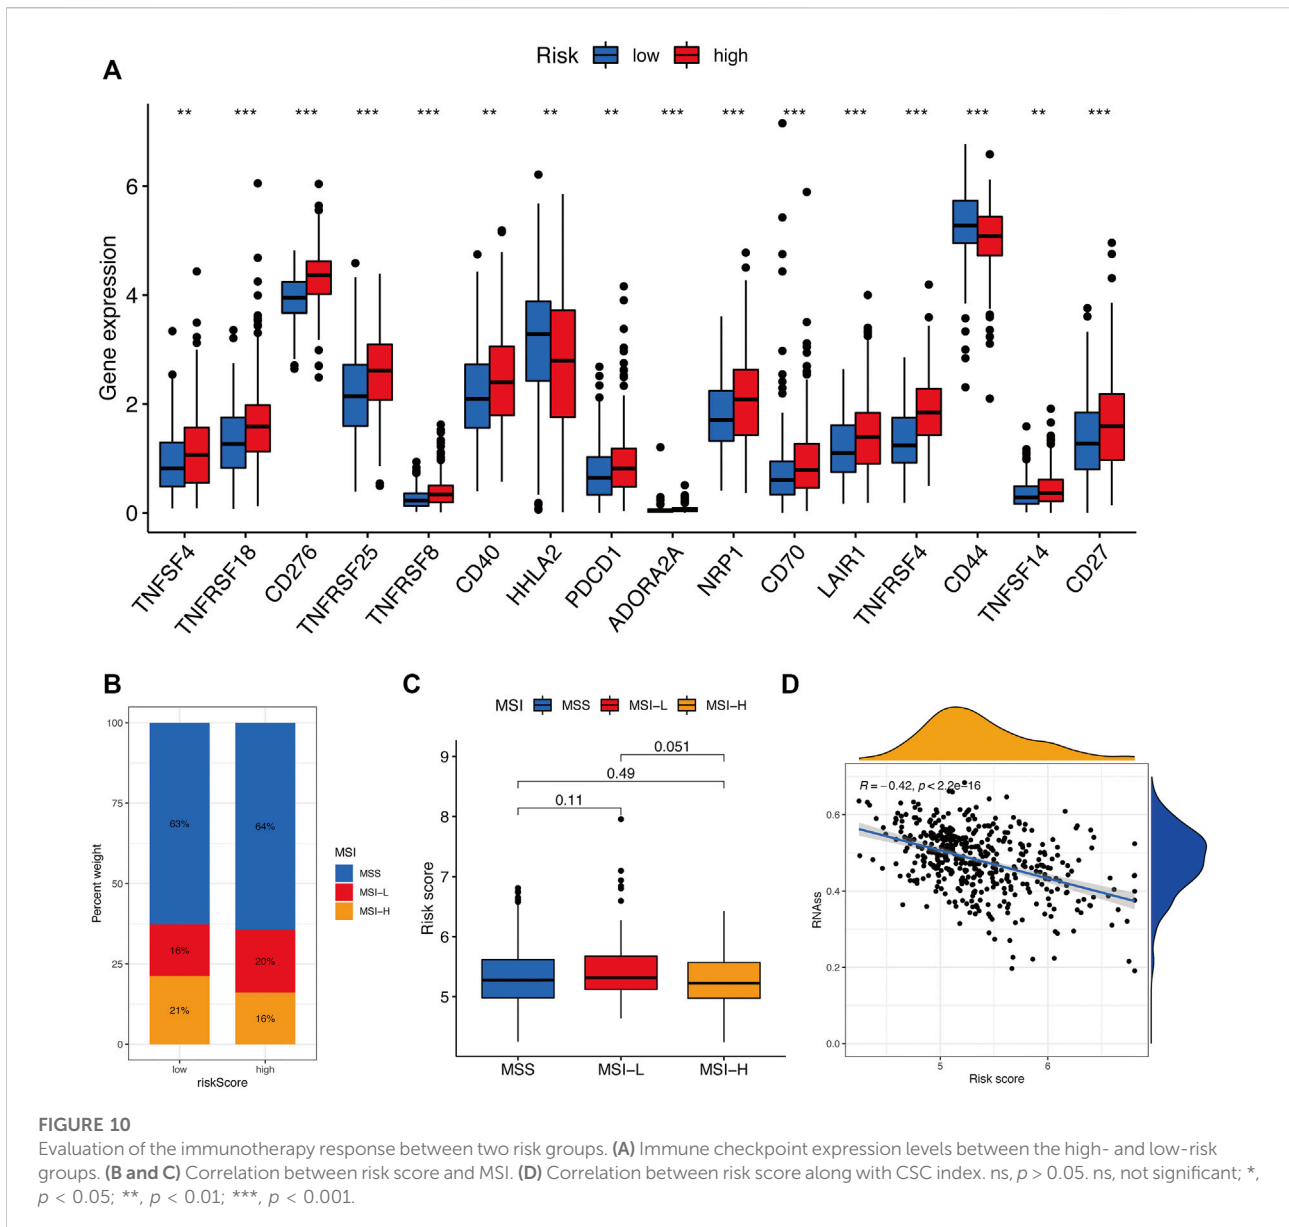 Risk low high
A
** *** *** *** *** ** ** ** *** *** *** *** *** *** ** ***
Gene expression
6
4
2
0
TNFSF4 TNFRSF18 CD276 TNFRSF25 TNFRSF8 CD40 HHLA2 PDCD1 ADORA2A NRP1 CD70 LAIR1 TNFRSF4 CD44 TNFSF14 CD27
B
Percent weight
100
75
50
25
0
63% 64%
16% 20%
21% 16%
low high
riskScore
MSI
MSS
MSI-L
MSI-H
C
MSI MSS MSI-L MSI-H
Risk score
9
8
7
6
5
0.051
0.49
0.11
MSS MSI-L MSI-H
D
R = -0.42, p < 2.2e-16
RNAss
0.6
0.4
0.2
0.0
5 6
Risk score
FIGURE 10
Evaluation of the immunotherapy response between two risk groups. (A) Immune checkpoint expression levels between the high- and low-risk
groups. (B and C) Correlation between risk score and MSI. (D) Correlation between risk score along with CSC index. ns, p > 0.05. ns, not significant; *,
p < 0.05; **, p < 0.01; ***, p < 0.001.